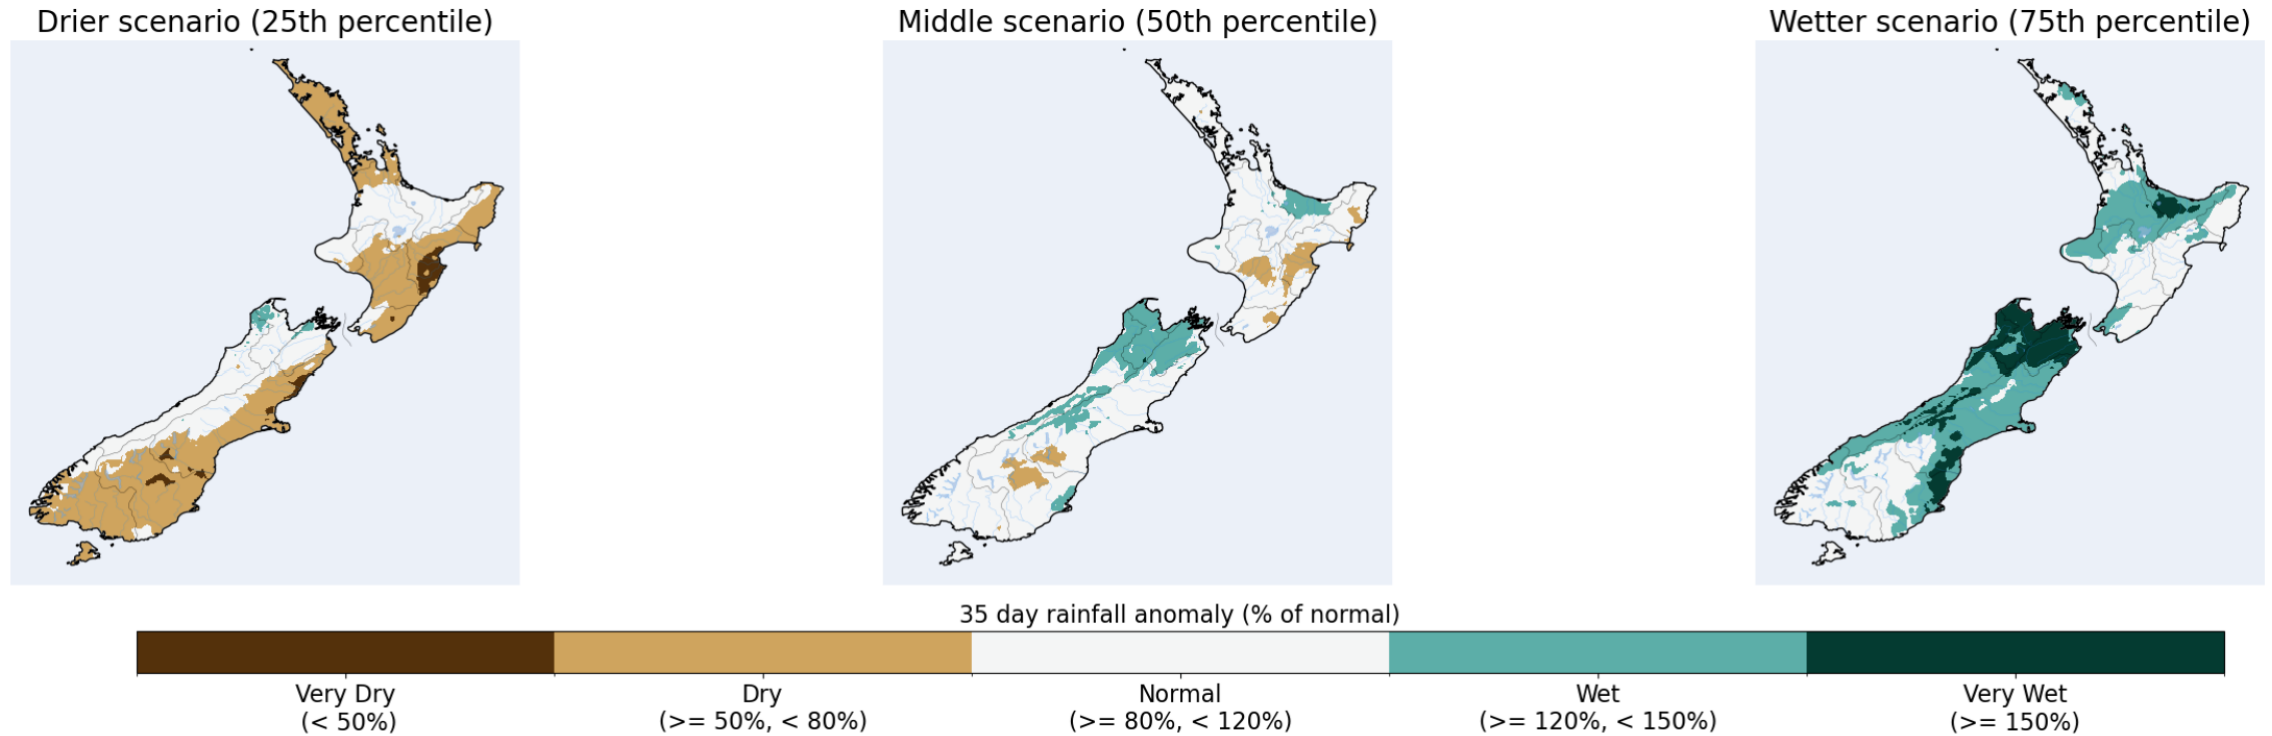 Drier scenario (25th percentile)
Middle scenario (50th percentile)
Wetter scenario (75th percentile)
35 day rainfall anomaly (% of normal)
Very Dry
(< 50%)
Dry
(>= 50%, < 80%)
Normal
(>= 80%, < 120%)
Wet
(>= 120%, < 150%)
Very Wet
(>= 150%)